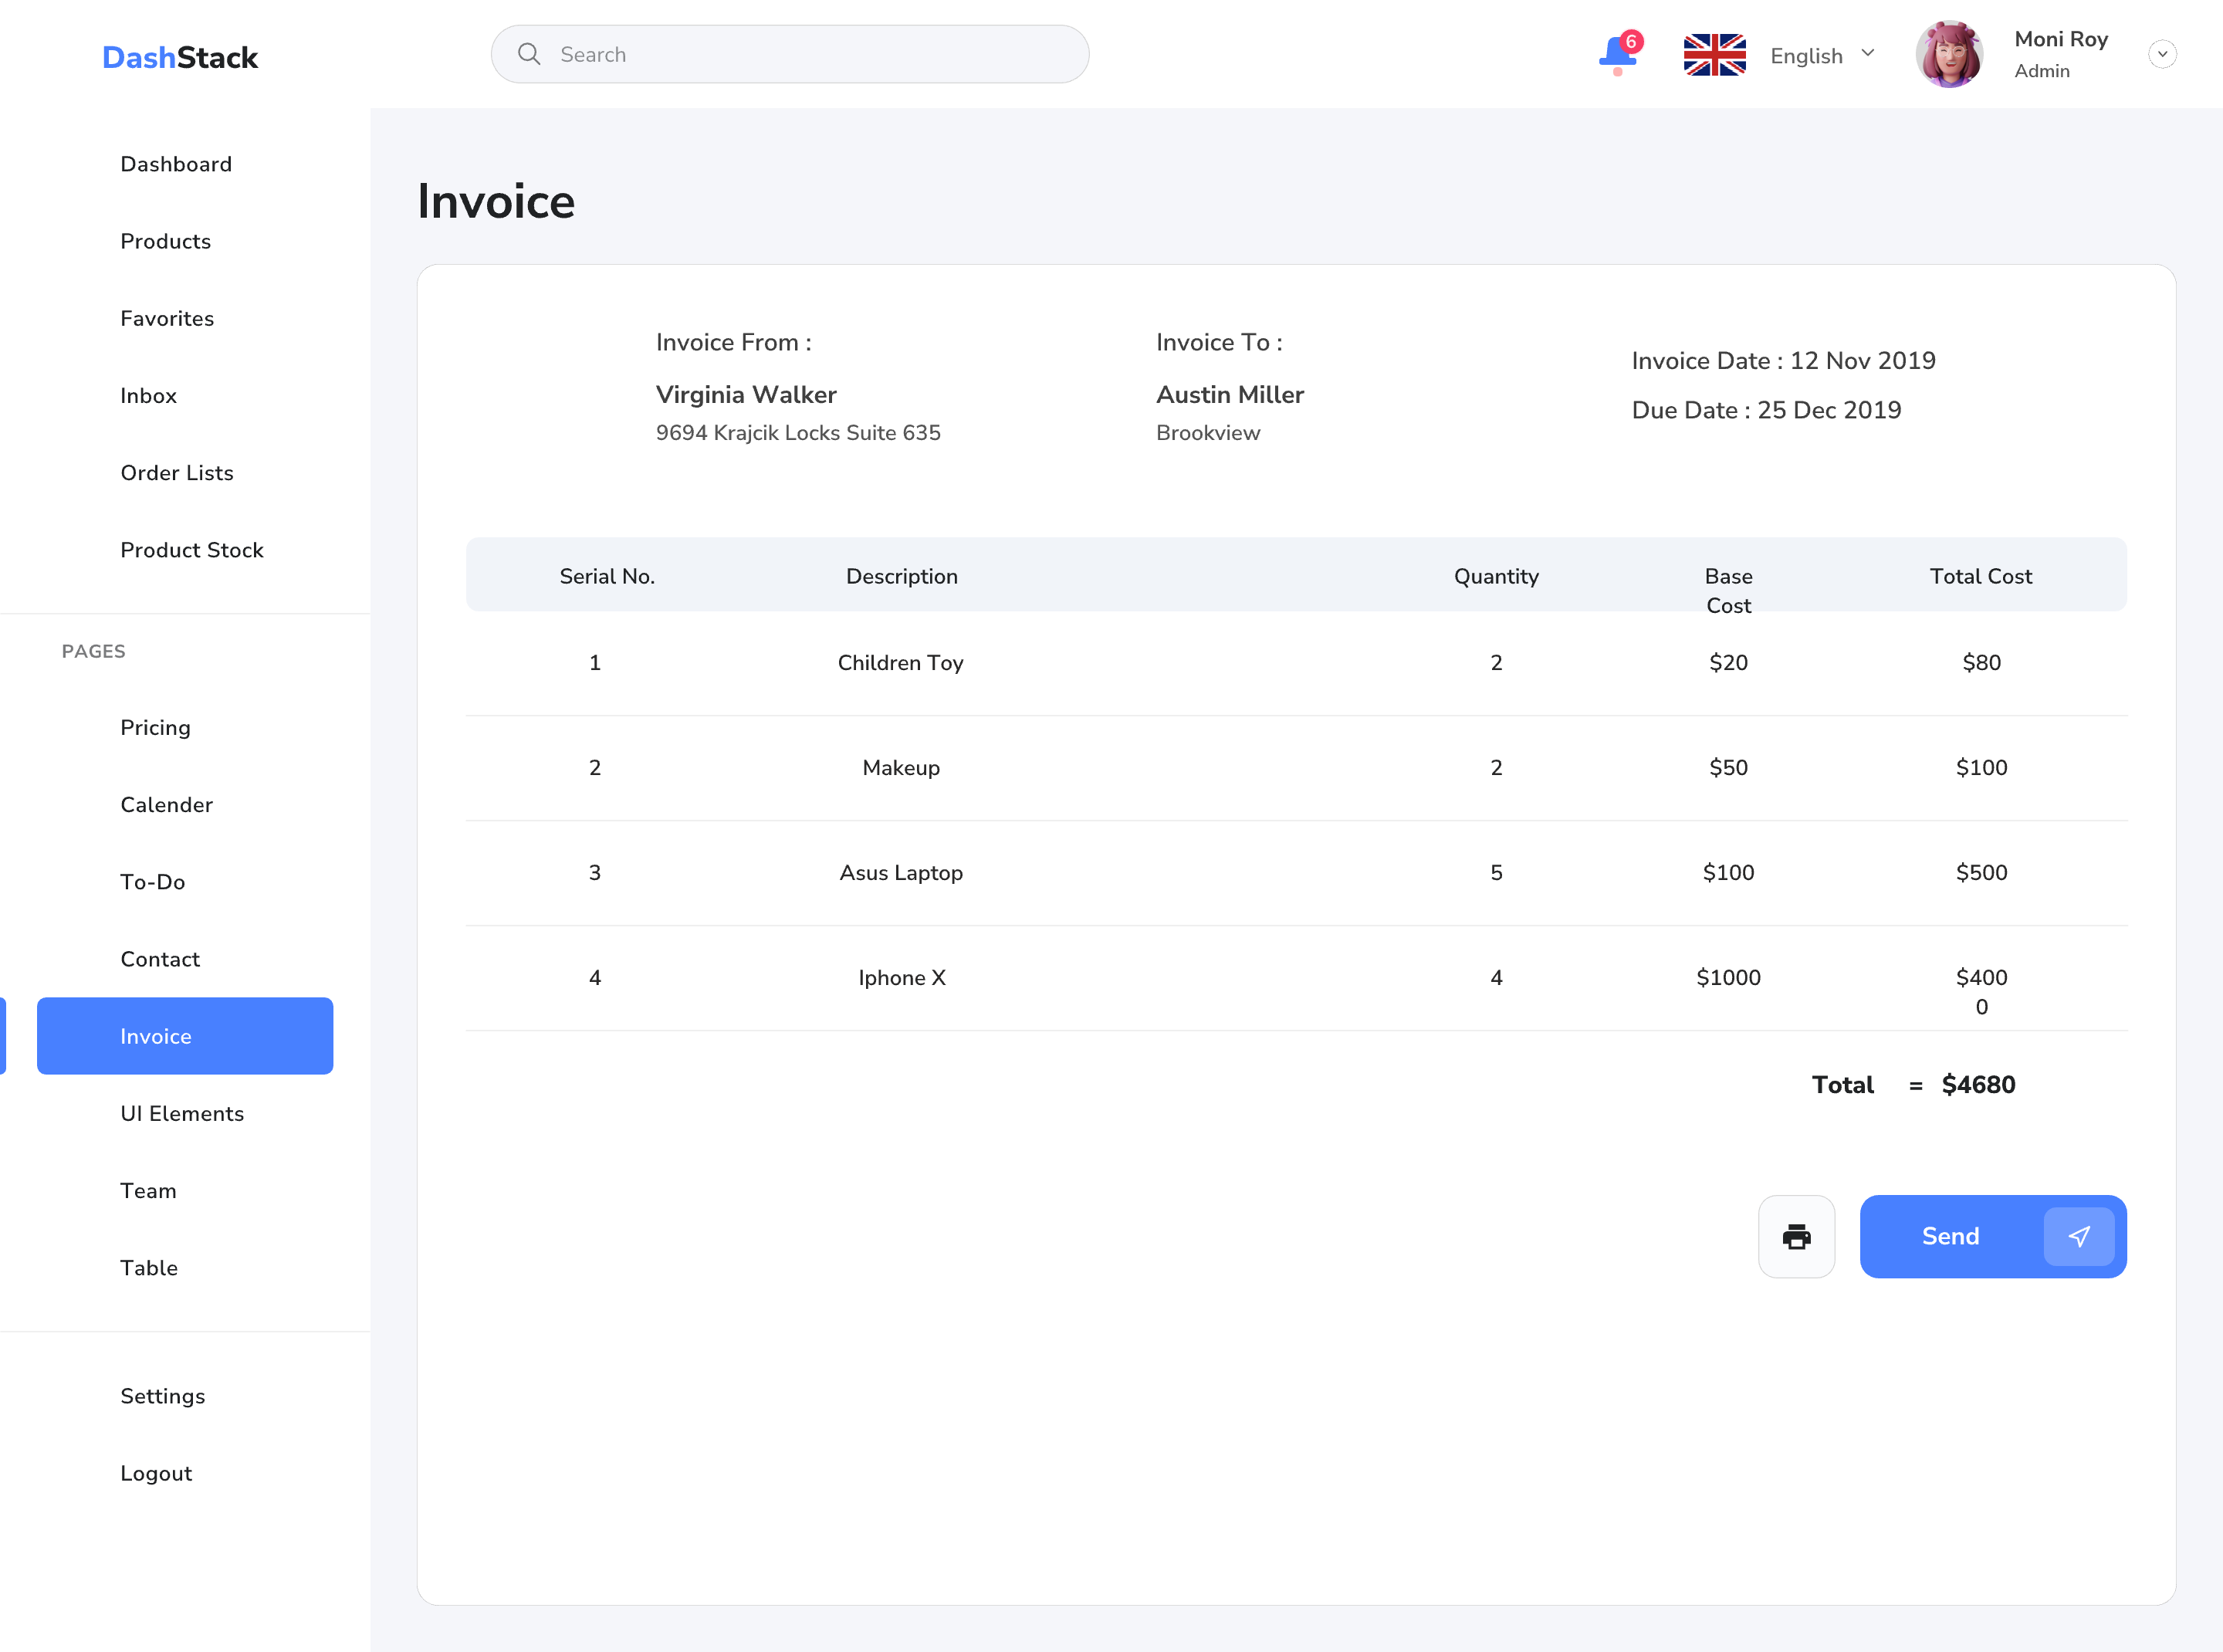 DashStack
Search
6
English
Moni Roy
Admin
Dashboard
Products
Favorites
Inbox
Order Lists
Product Stock
PAGES
Pricing
Calender
To-Do
Contact
Invoice
UI Elements
Team
Table
Settings
Logout
Invoice
Invoice From :
Virginia Walker
9694 Krajcik Locks Suite 635
Invoice To :
Austin Miller
Brookview
Invoice Date : 12 Nov 2019
Due Date : 25 Dec 2019
Serial No. Description Quantity Base Total Cost
Cost
1 Children Toy 2 $20 $80
2 Makeup 2 $50 $100
3 Asus Laptop 5 $100 $500
4 Iphone X 4 $1000 $400
0
Total = $4680
Send